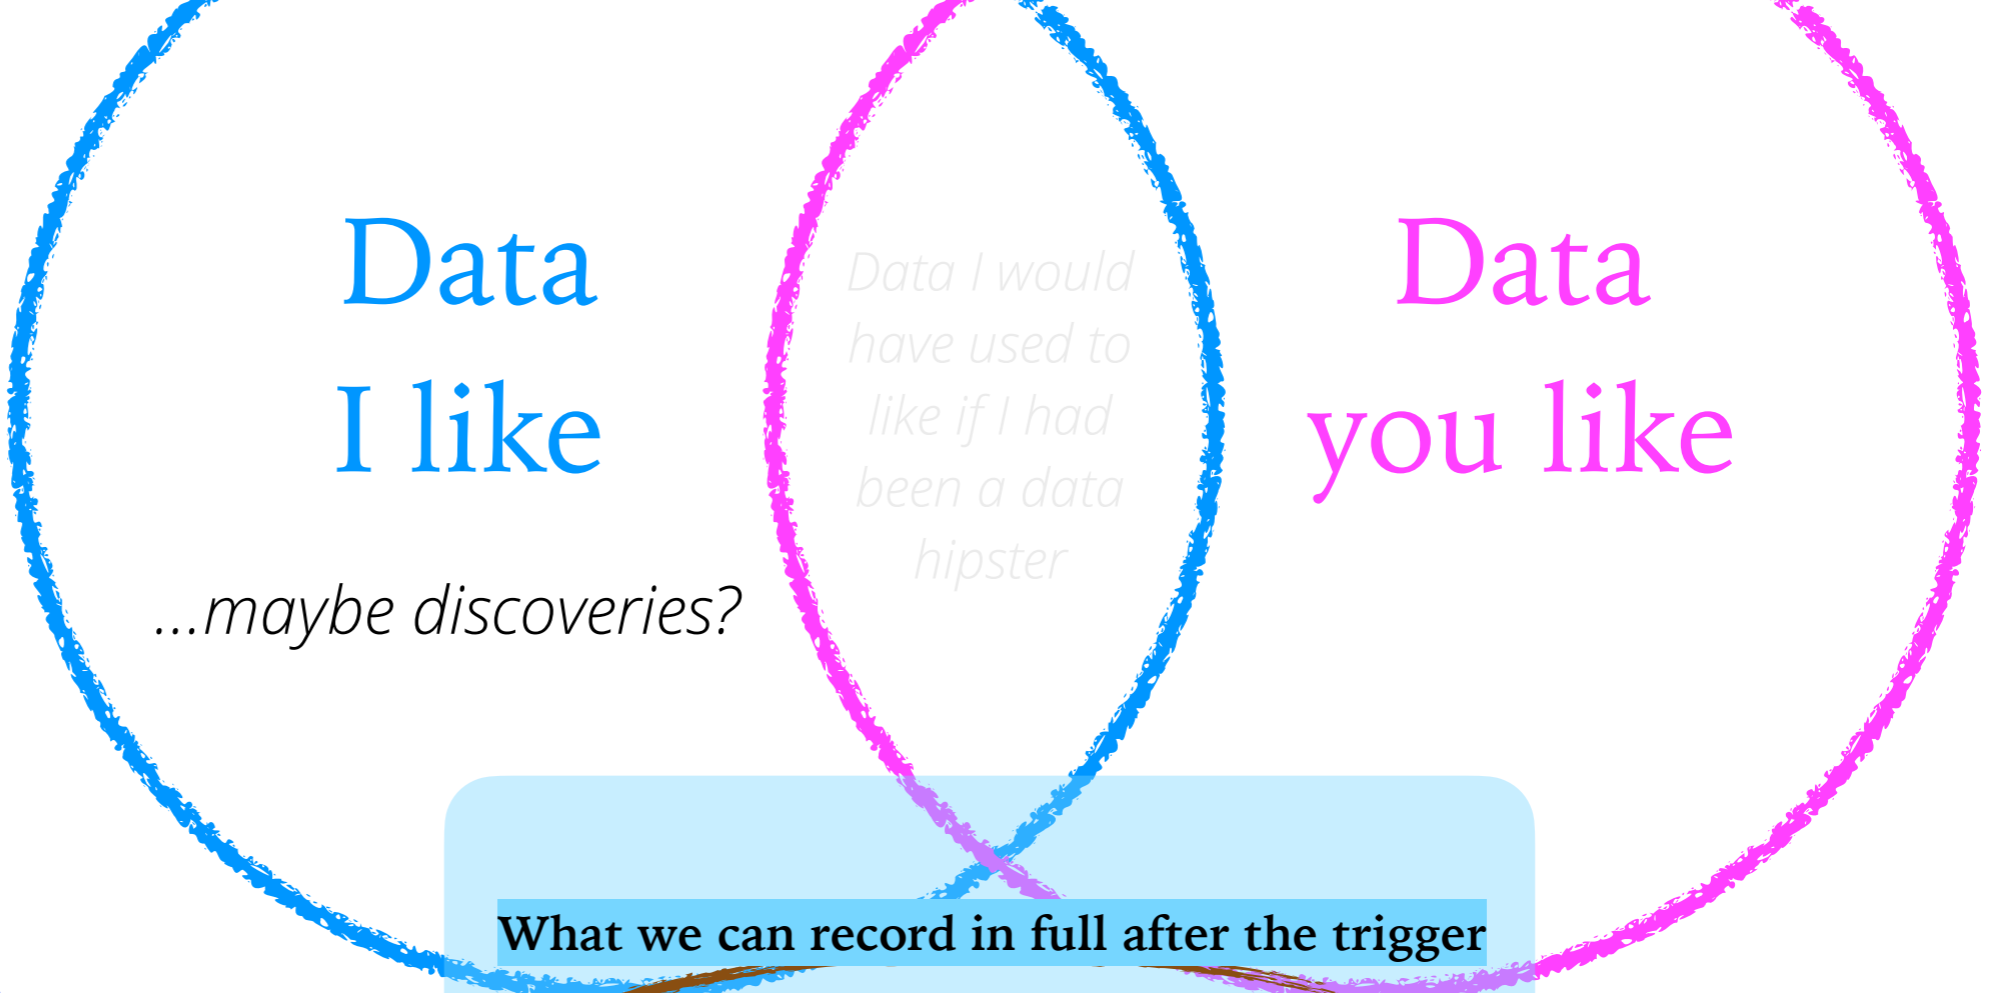 Data
I like
...maybe discoveries?
Data I would
have used to
like if I had
been a data
hipster
Data
you like
What we can record in full after the trigger